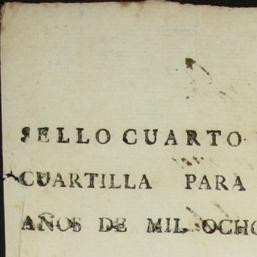 SELLO CUARTO
CUARTILLA PARA
AÑOS DE MIL OCHO